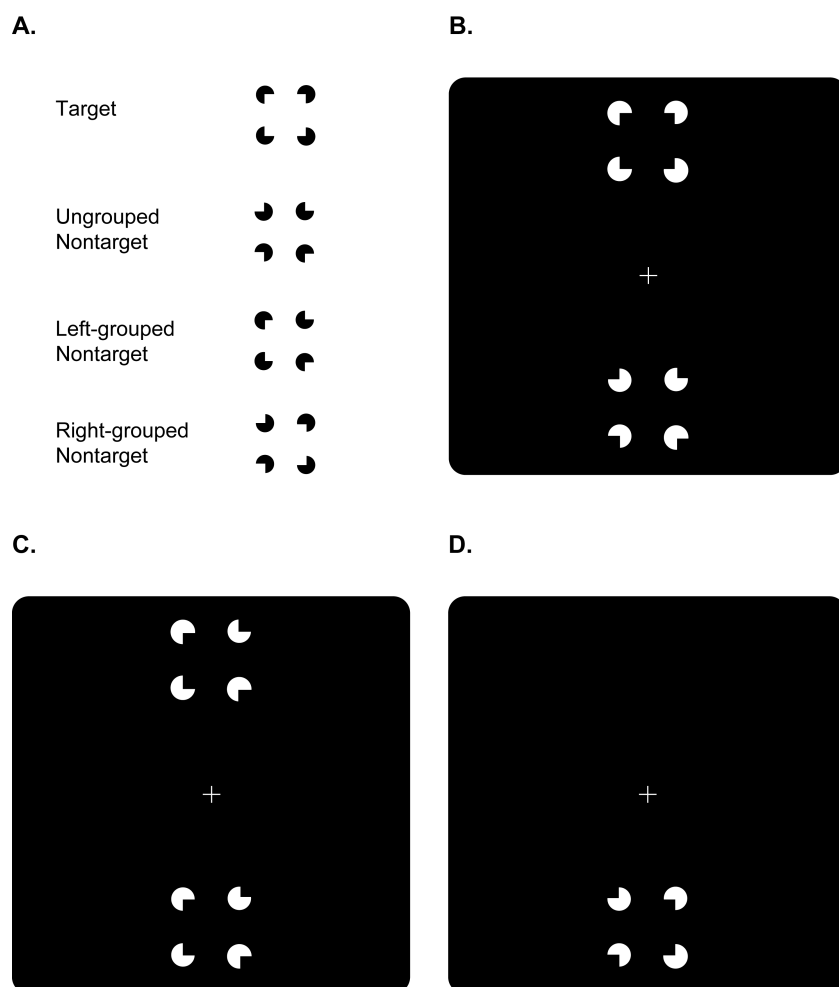 A.
B.
Target
Ungrouped
Nontarget
Left-grouped
Nontarget
Right-grouped
Nontarget
C.
D.